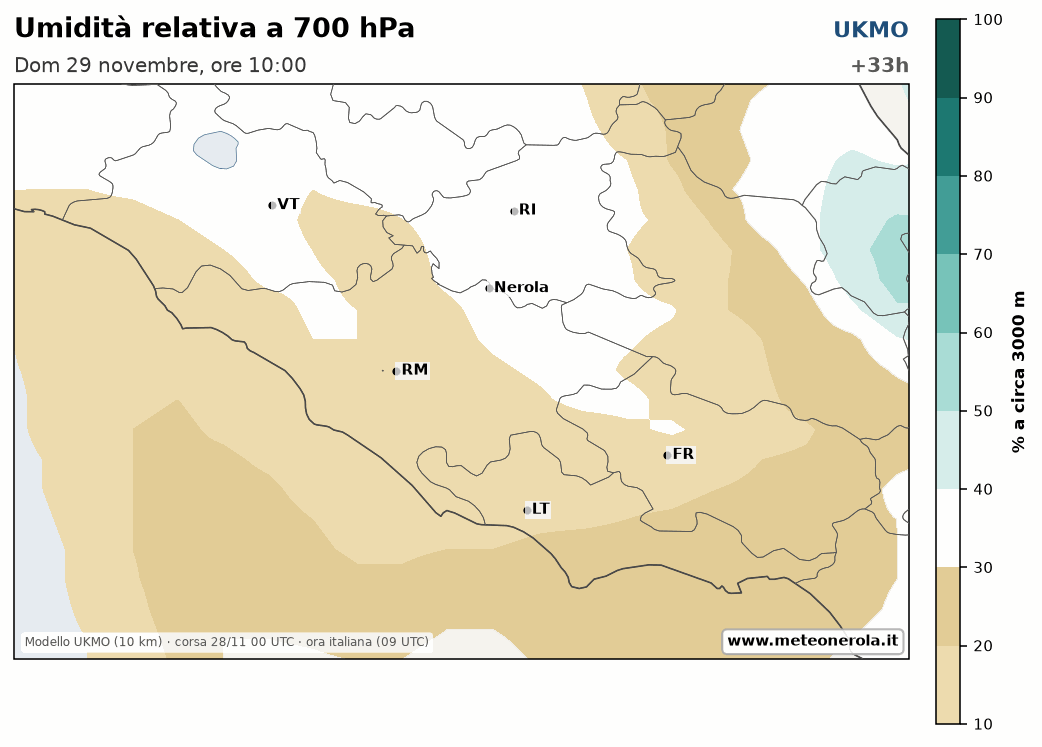 Umidità relativa a 700 hPa
UKMO
Dom 29 novembre, ore 10:00
+33h
VT
RI
Nerola
RM
FR
LT
Modello UKMO (10 km) · corsa 28/11 00 UTC · ora italiana (09 UTC)
www.meteonerola.it
100
90
80
70
60
50
40
30
20
10
% a circa 3000 m